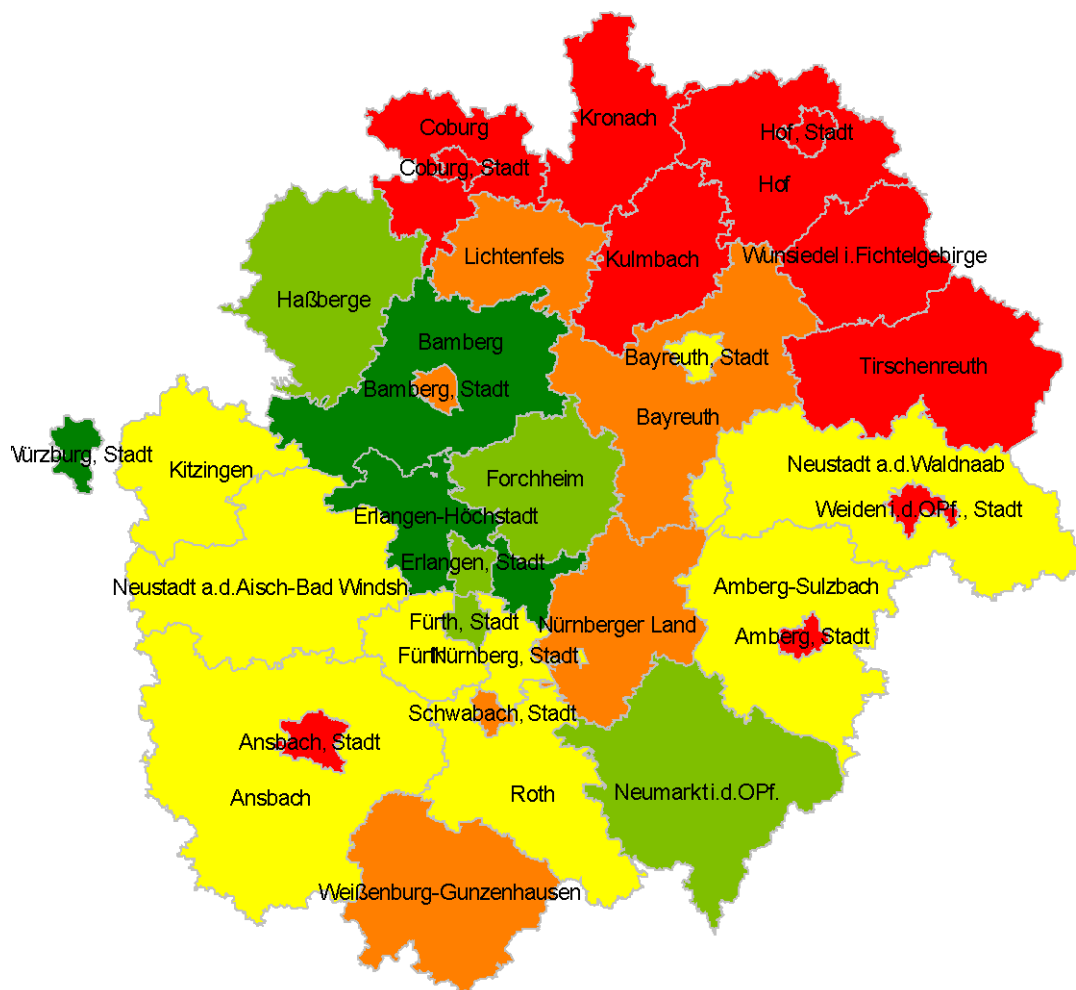 Kronach
Coburg
Hof, Stadt
Coburg, Stadt
Hof
Lichtenfels
Kulmbach
Wunsiedel i.Fichtelgebirge
Haßberge
Bamberg
Bayreuth, Stadt
Tirschenreuth
Bamberg, Stadt
Bayreuth
Würzburg, Stadt
Kitzingen
Neustadt a.d.Waldnaab
Forchheim
Weiden i.d.OPf., Stadt
Erlangen-Höchstadt
Erlangen, Stadt
Neustadt a.d.Aisch-Bad Windsh.
Amberg-Sulzbach
Fürth, Stadt
Nürnberger Land
Amberg, Stadt
Fürth
Nürnberg, Stadt
Schwabach, Stadt
Ansbach, Stadt
Roth
Neumarkt i.d.OPf.
Ansbach
Weißenburg-Gunzenhausen